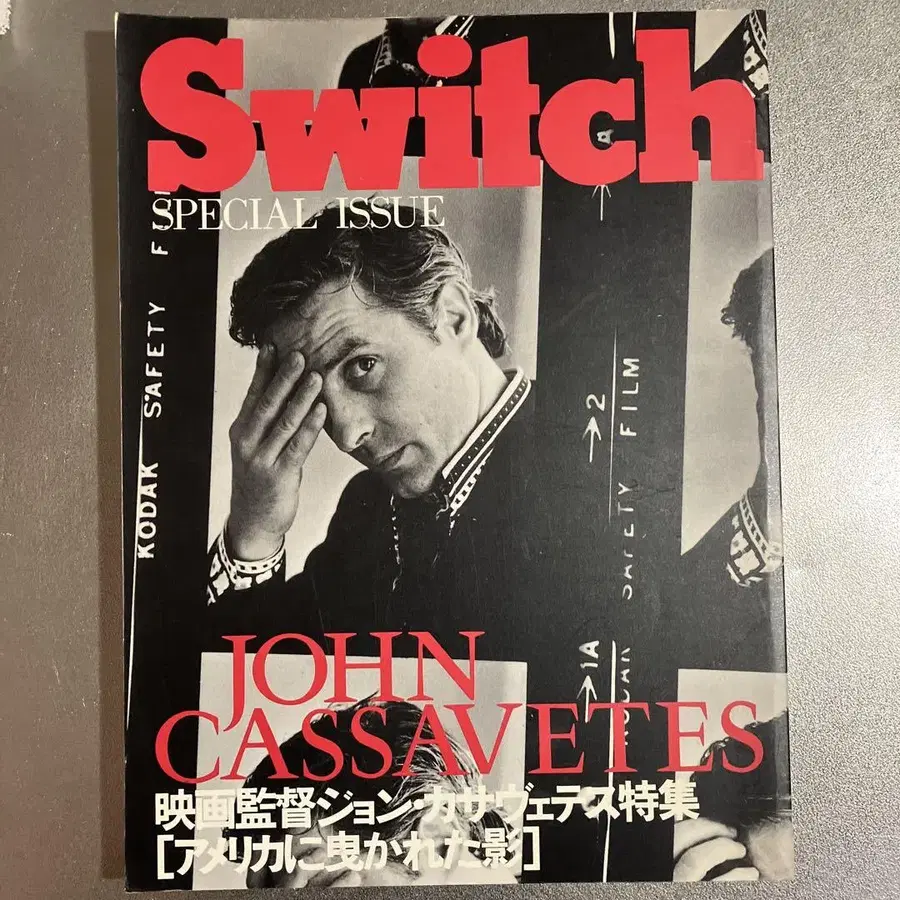 Switch
SPECIAL ISSUE
KODAK SAFETY F
→2
SAFETY FILM
→1A
JOHN
CASSAVETES
映画監督ジョン・カサヴェテス特集
[アメリカに曳かれた影]